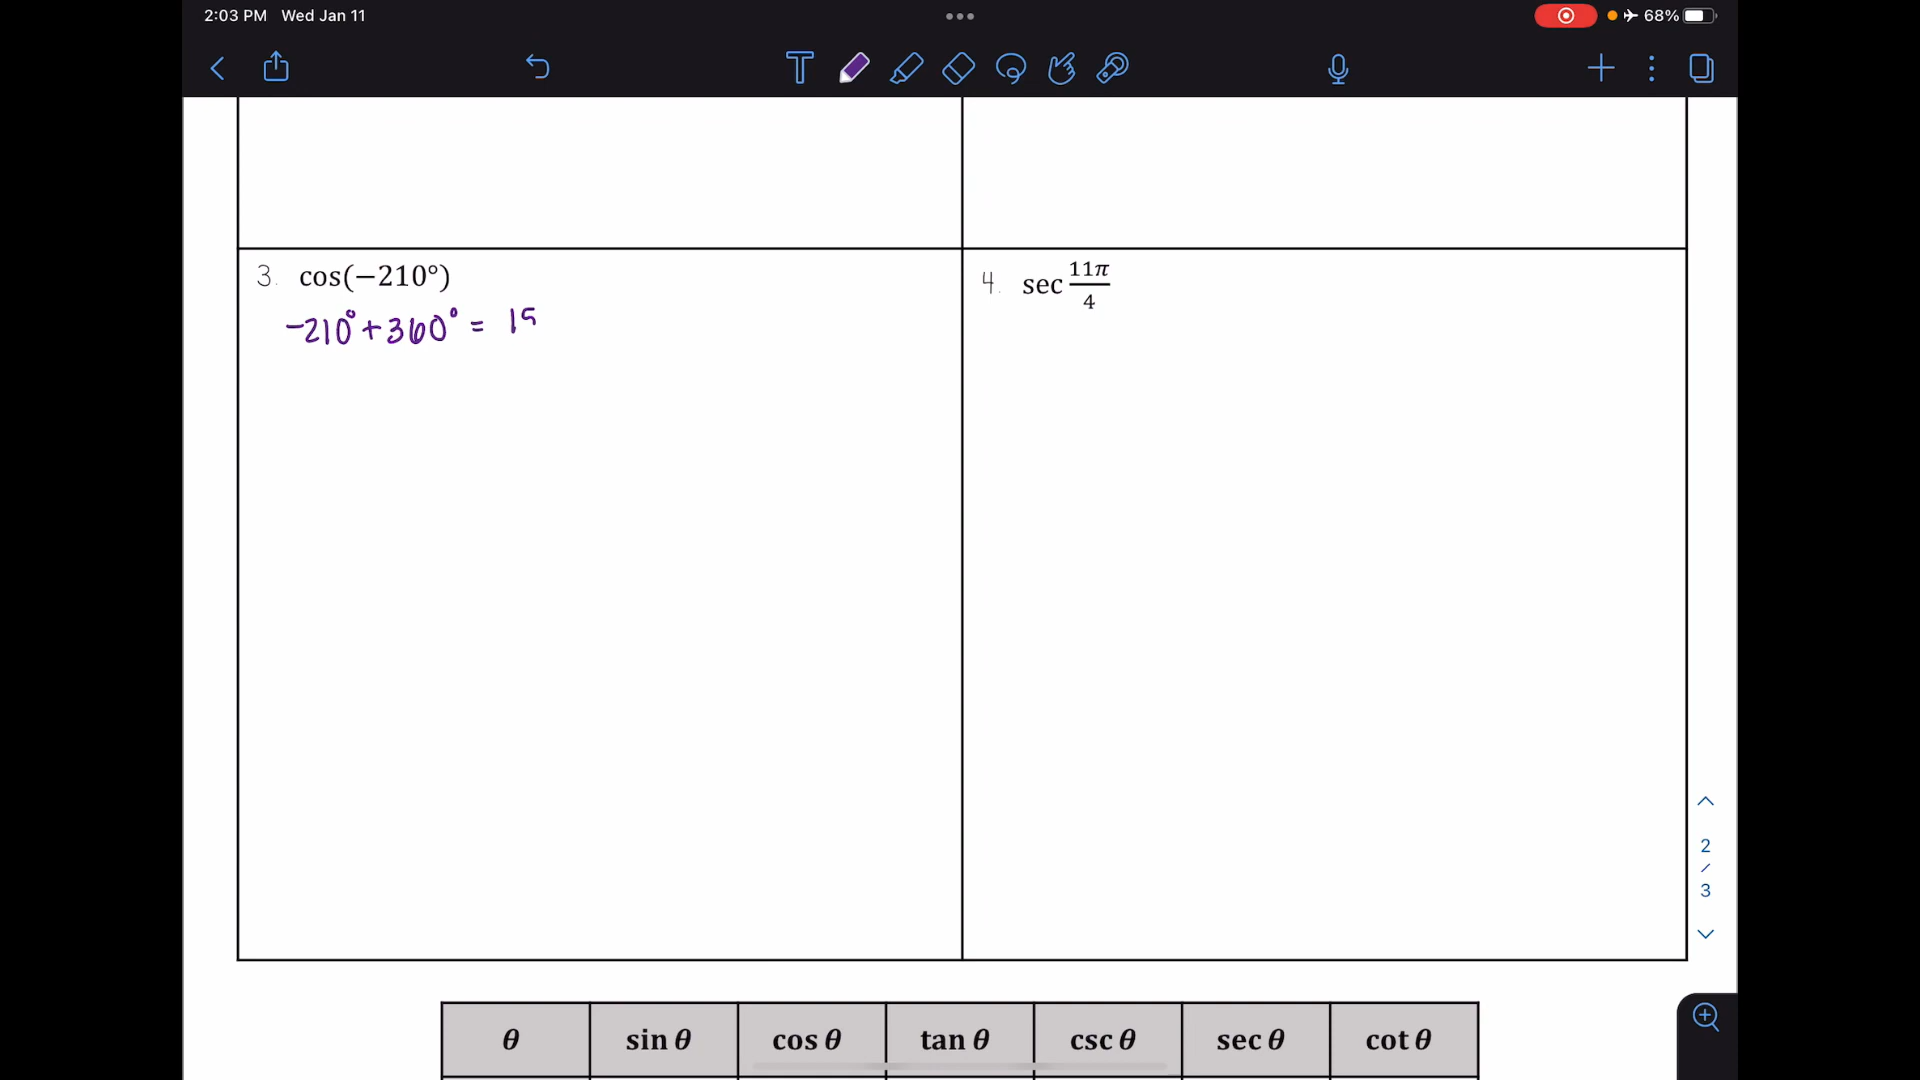 2:03 PM Wed Jan 11
68%
3. cos(−210°)
-210° + 360° = 15
4. sec 11π/4
2
/
3
θ sin θ cos θ tan θ csc θ sec θ cot θ